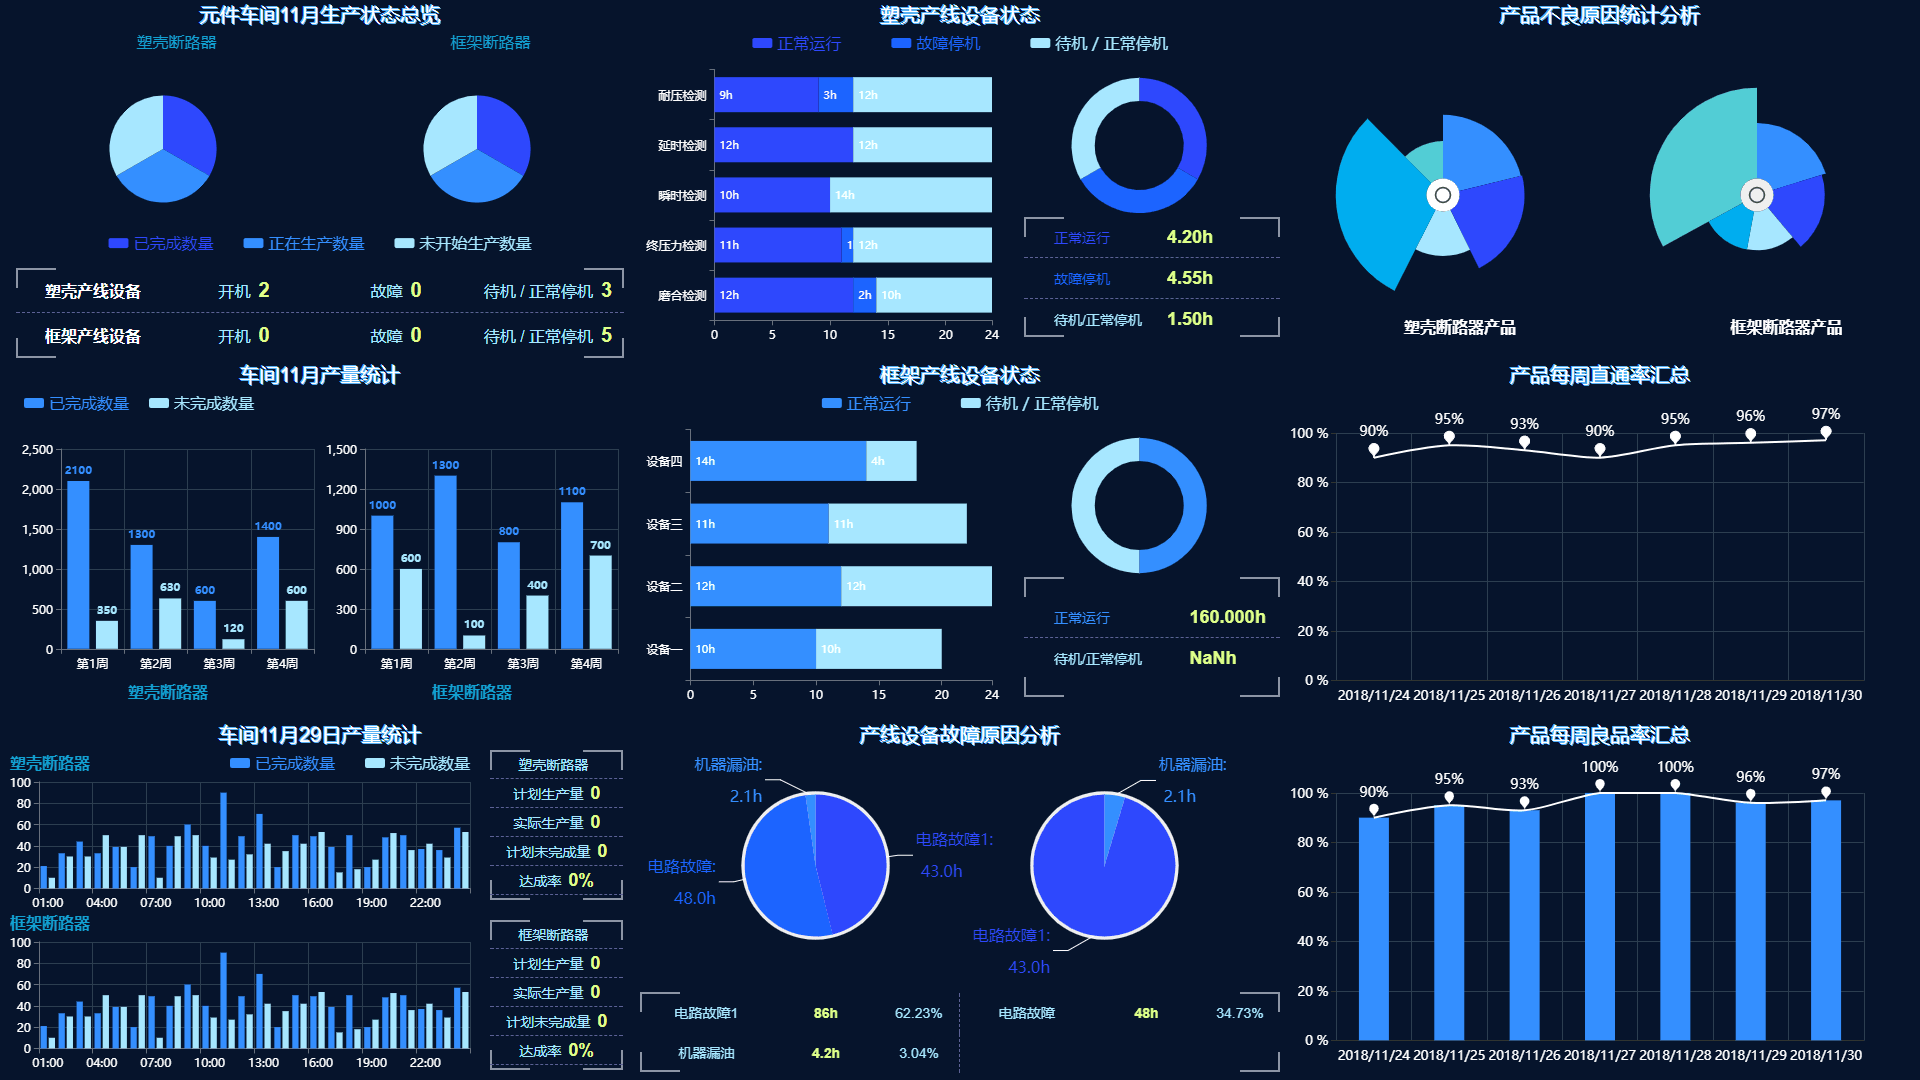 元件车间11月生产状态总览
塑壳断路器 框架断路器
已完成数量 正在生产数量 未开始生产数量
塑壳产线设备 开机 2 故障 0 待机 / 正常停机 3
框架产线设备 开机 0 故障 0 待机 / 正常停机 5
塑壳产线设备状态
正常运行 故障停机 待机 / 正常停机
耐压检测 9h 3h 12h
延时检测 12h 12h
瞬时检测 10h 14h
终压力检测 11h 1 12h
磨合检测 12h 2h 10h
0 5 10 15 20 24
正常运行 4.20h
故障停机 4.55h
待机/正常停机 1.50h
产品不良原因统计分析
塑壳断路器产品 框架断路器产品
车间11月产量统计
已完成数量 未完成数量
2,500
2,000
1,500
1,000
500
0
2100 350 1300 630 600 120 1400 600
第1周 第2周 第3周 第4周
塑壳断路器
1,500
1,200
900
600
300
0
1000 600 1300 100 800 400 1100 700
第1周 第2周 第3周 第4周
框架断路器
框架产线设备状态
正常运行 待机 / 正常停机
设备四 14h 4h
设备三 11h 11h
设备二 12h 12h
设备一 10h 10h
0 5 10 15 20 24
正常运行 160.000h
待机/正常停机 NaNh
产品每周直通率汇总
90% 95% 93% 90% 95% 96% 97%
100 %
80 %
60 %
40 %
20 %
0 %
2018/11/24 2018/11/25 2018/11/26 2018/11/27 2018/11/28 2018/11/29 2018/11/30
车间11月29日产量统计
塑壳断路器 已完成数量 未完成数量
100
80
60
40
20
0
01:00 04:00 07:00 10:00 13:00 16:00 19:00 22:00
塑壳断路器
计划生产量 0
实际生产量 0
计划未完成量 0
达成率 0%
框架断路器
100
80
60
40
20
0
01:00 04:00 07:00 10:00 13:00 16:00 19:00 22:00
框架断路器
计划生产量 0
实际生产量 0
计划未完成量 0
达成率 0%
产线设备故障原因分析
机器漏油:
2.1h
电路故障1:
43.0h
电路故障:
48.0h
机器漏油:
2.1h
电路故障1:
43.0h
电路故障1 86h 62.23% 电路故障 48h 34.73%
机器漏油 4.2h 3.04%
产品每周良品率汇总
90% 95% 93% 100% 100% 96% 97%
100 %
80 %
60 %
40 %
20 %
0 %
2018/11/24 2018/11/25 2018/11/26 2018/11/27 2018/11/28 2018/11/29 2018/11/30